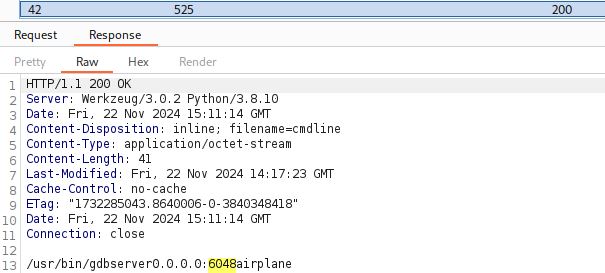 42 525 200
Request Response
Pretty Raw Hex Render
1 HTTP/1.1 200 OK
2 Server: Werkzeug/3.0.2 Python/3.8.10
3 Date: Fri, 22 Nov 2024 15:11:14 GMT
4 Content-Disposition: inline; filename=cmdline
5 Content-Type: application/octet-stream
6 Content-Length: 41
7 Last-Modified: Fri, 22 Nov 2024 14:17:23 GMT
8 Cache-Control: no-cache
9 ETag: "1732285043.8640006-0-3840348418"
10 Date: Fri, 22 Nov 2024 15:11:14 GMT
11 Connection: close
12
13 /usr/bin/gdbserver0.0.0.0:6048airplane